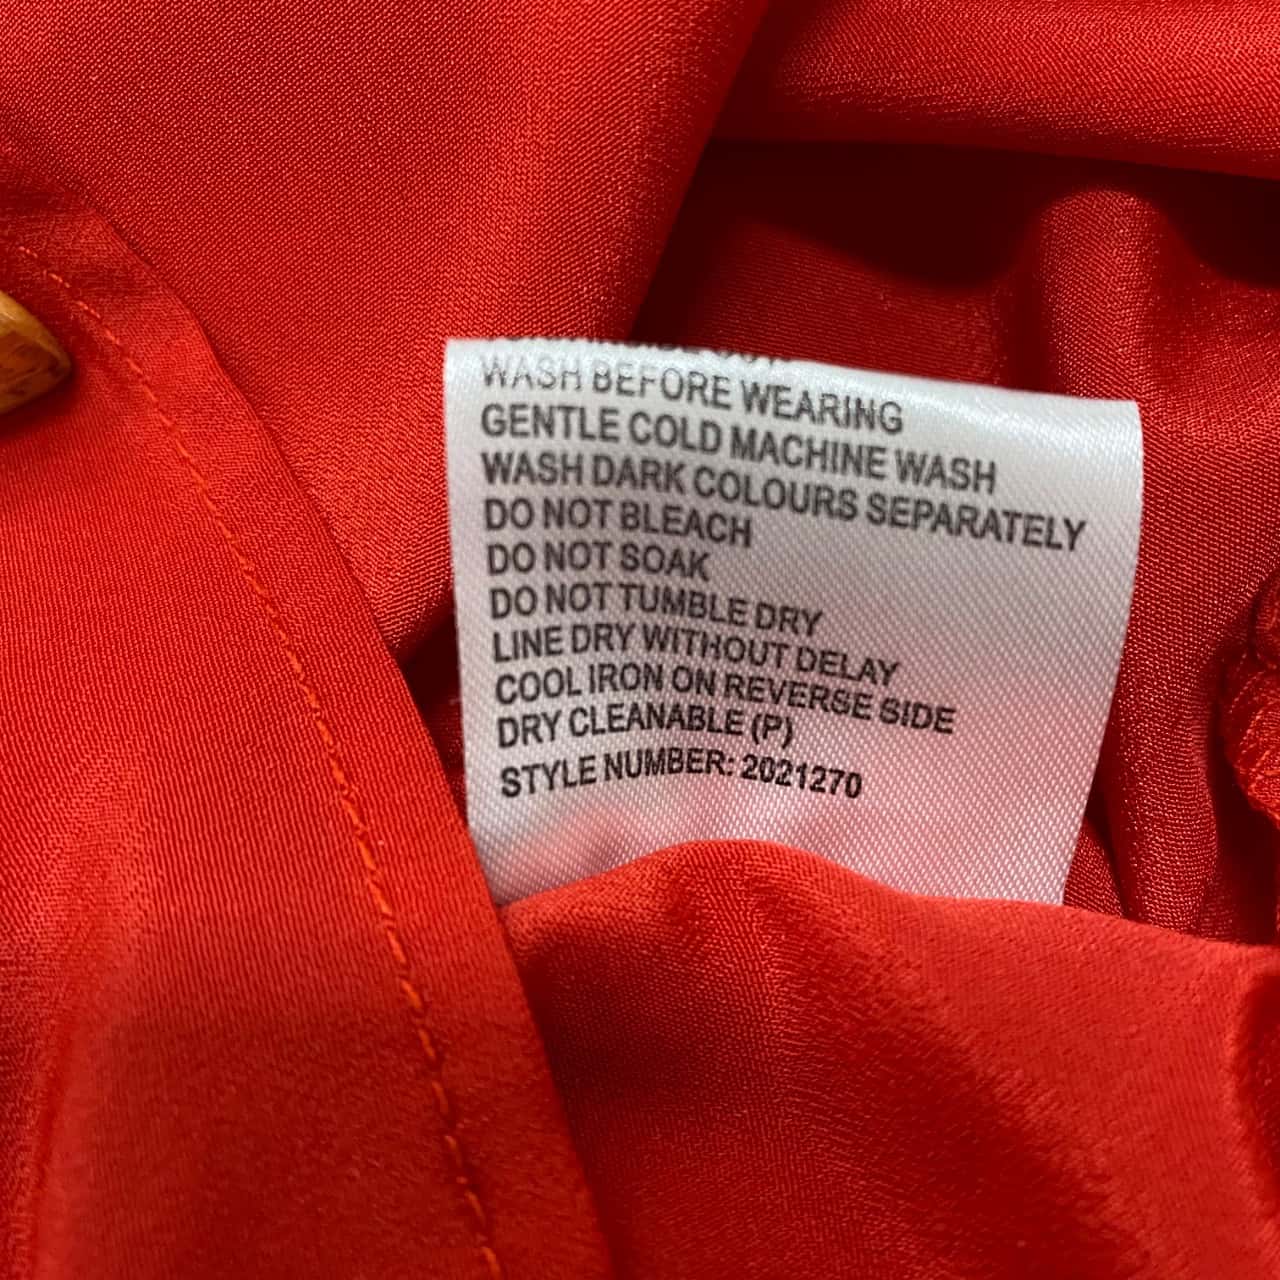 WASH BEFORE WEARING
GENTLE COLD MACHINE WASH
WASH DARK COLOURS SEPARATELY
DO NOT BLEACH
DO NOT SOAK
DO NOT TUMBLE DRY
LINE DRY WITHOUT DELAY
COOL IRON ON REVERSE SIDE
DRY CLEANABLE (P)
STYLE NUMBER: 2021270